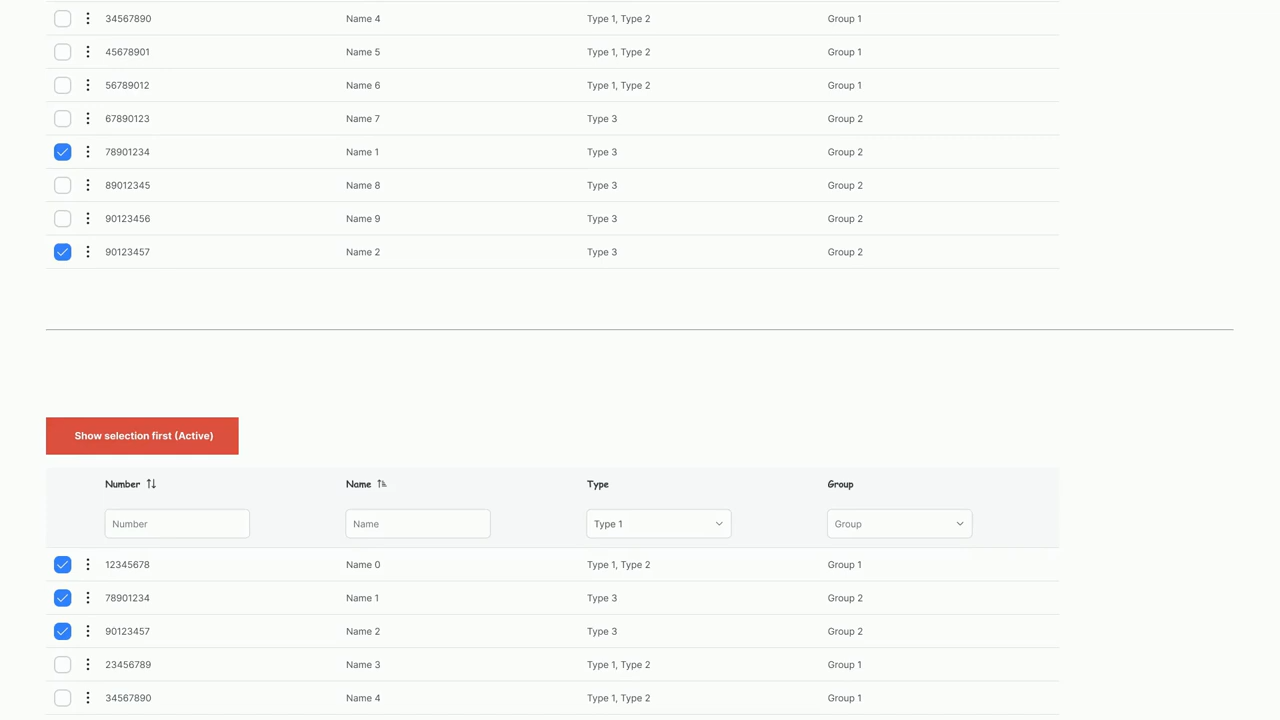 34567890 Name 4 Type 1, Type 2 Group 1
45678901 Name 5 Type 1, Type 2 Group 1
56789012 Name 6 Type 1, Type 2 Group 1
67890123 Name 7 Type 3 Group 2
78901234 Name 1 Type 3 Group 2
89012345 Name 8 Type 3 Group 2
90123456 Name 9 Type 3 Group 2
90123457 Name 2 Type 3 Group 2
Show selection first (Active)
Number Name Type Group
Number Name Type 1 Group
12345678 Name 0 Type 1, Type 2 Group 1
78901234 Name 1 Type 3 Group 2
90123457 Name 2 Type 3 Group 2
23456789 Name 3 Type 1, Type 2 Group 1
34567890 Name 4 Type 1, Type 2 Group 1